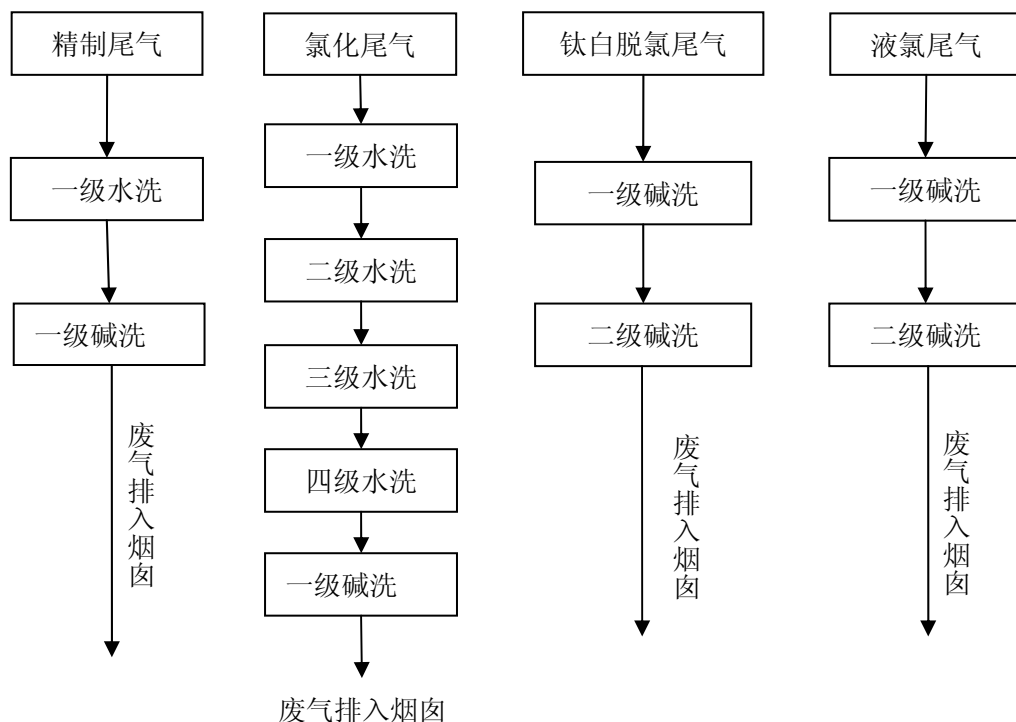 精制尾气
一级水洗
一级碱洗
废气排入烟囱
氯化尾气
一级水洗
二级水洗
三级水洗
四级水洗
一级碱洗
废气排入烟囱
钛白脱氯尾气
一级碱洗
二级碱洗
废气排入烟囱
液氯尾气
一级碱洗
二级碱洗
废气排入烟囱